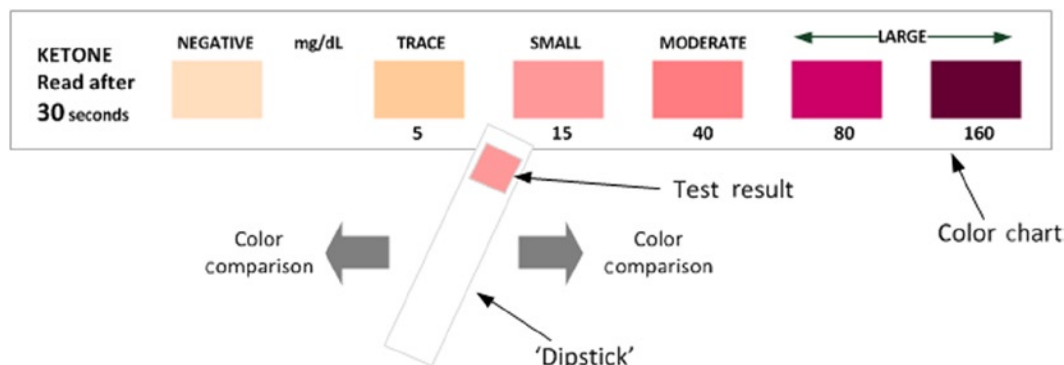 KETONE
Read after
30 seconds
NEGATIVE mg/dL TRACE SMALL MODERATE LARGE
5 15 40 80 160
Test result
Color chart
Color
comparison
Color
comparison
‘Dipstick’